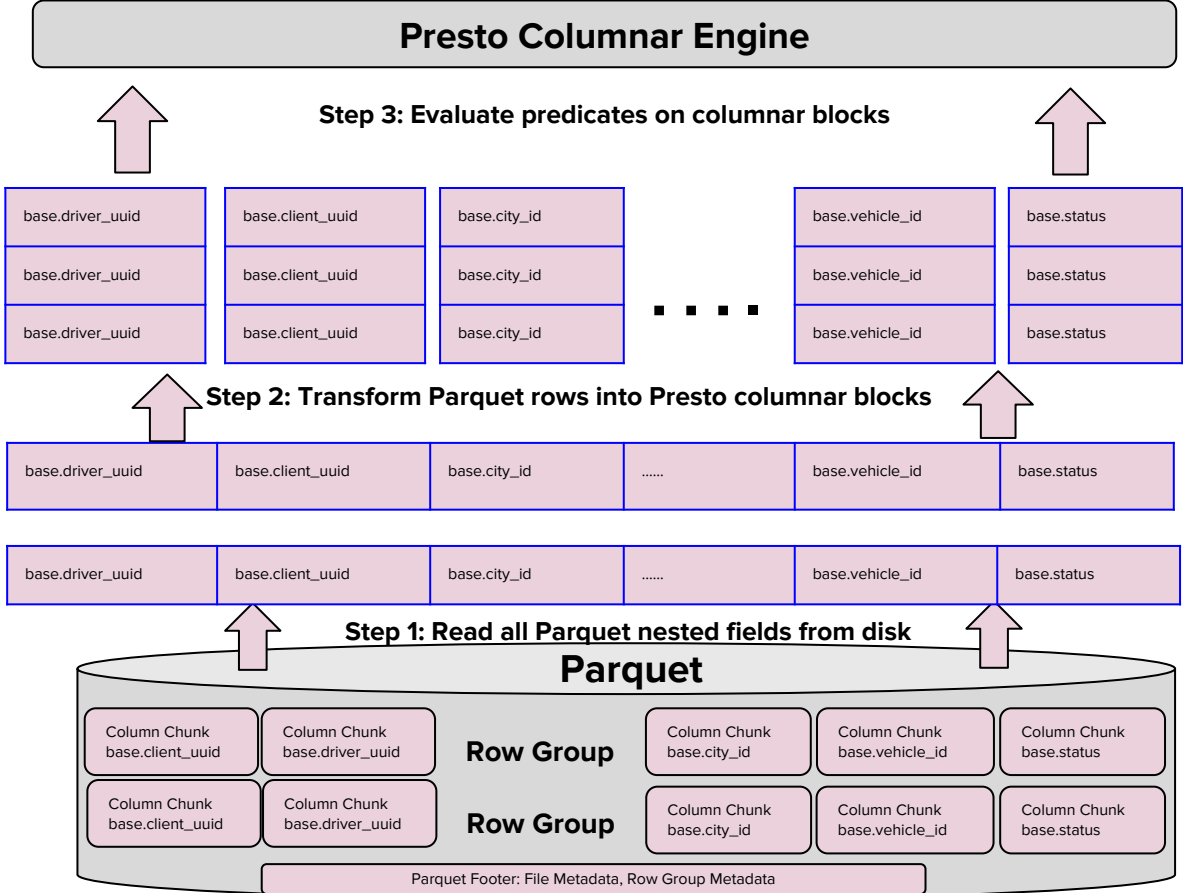 Presto Columnar Engine
Step 3: Evaluate predicates on columnar blocks
base.driver_uuid base.client_uuid base.city_id base.vehicle_id base.status
base.driver_uuid base.client_uuid base.city_id base.vehicle_id base.status
base.driver_uuid base.client_uuid base.city_id base.vehicle_id base.status
Step 2: Transform Parquet rows into Presto columnar blocks
base.driver_uuid base.client_uuid base.city_id ...... base.vehicle_id base.status
base.driver_uuid base.client_uuid base.city_id ...... base.vehicle_id base.status
Step 1: Read all Parquet nested fields from disk
Parquet
Column Chunk
base.client_uuid
Column Chunk
base.driver_uuid
Row Group
Column Chunk
base.city_id
Column Chunk
base.vehicle_id
Column Chunk
base.status
Column Chunk
base.client_uuid
Column Chunk
base.driver_uuid
Row Group
Column Chunk
base.city_id
Column Chunk
base.vehicle_id
Column Chunk
base.status
Parquet Footer: File Metadata, Row Group Metadata